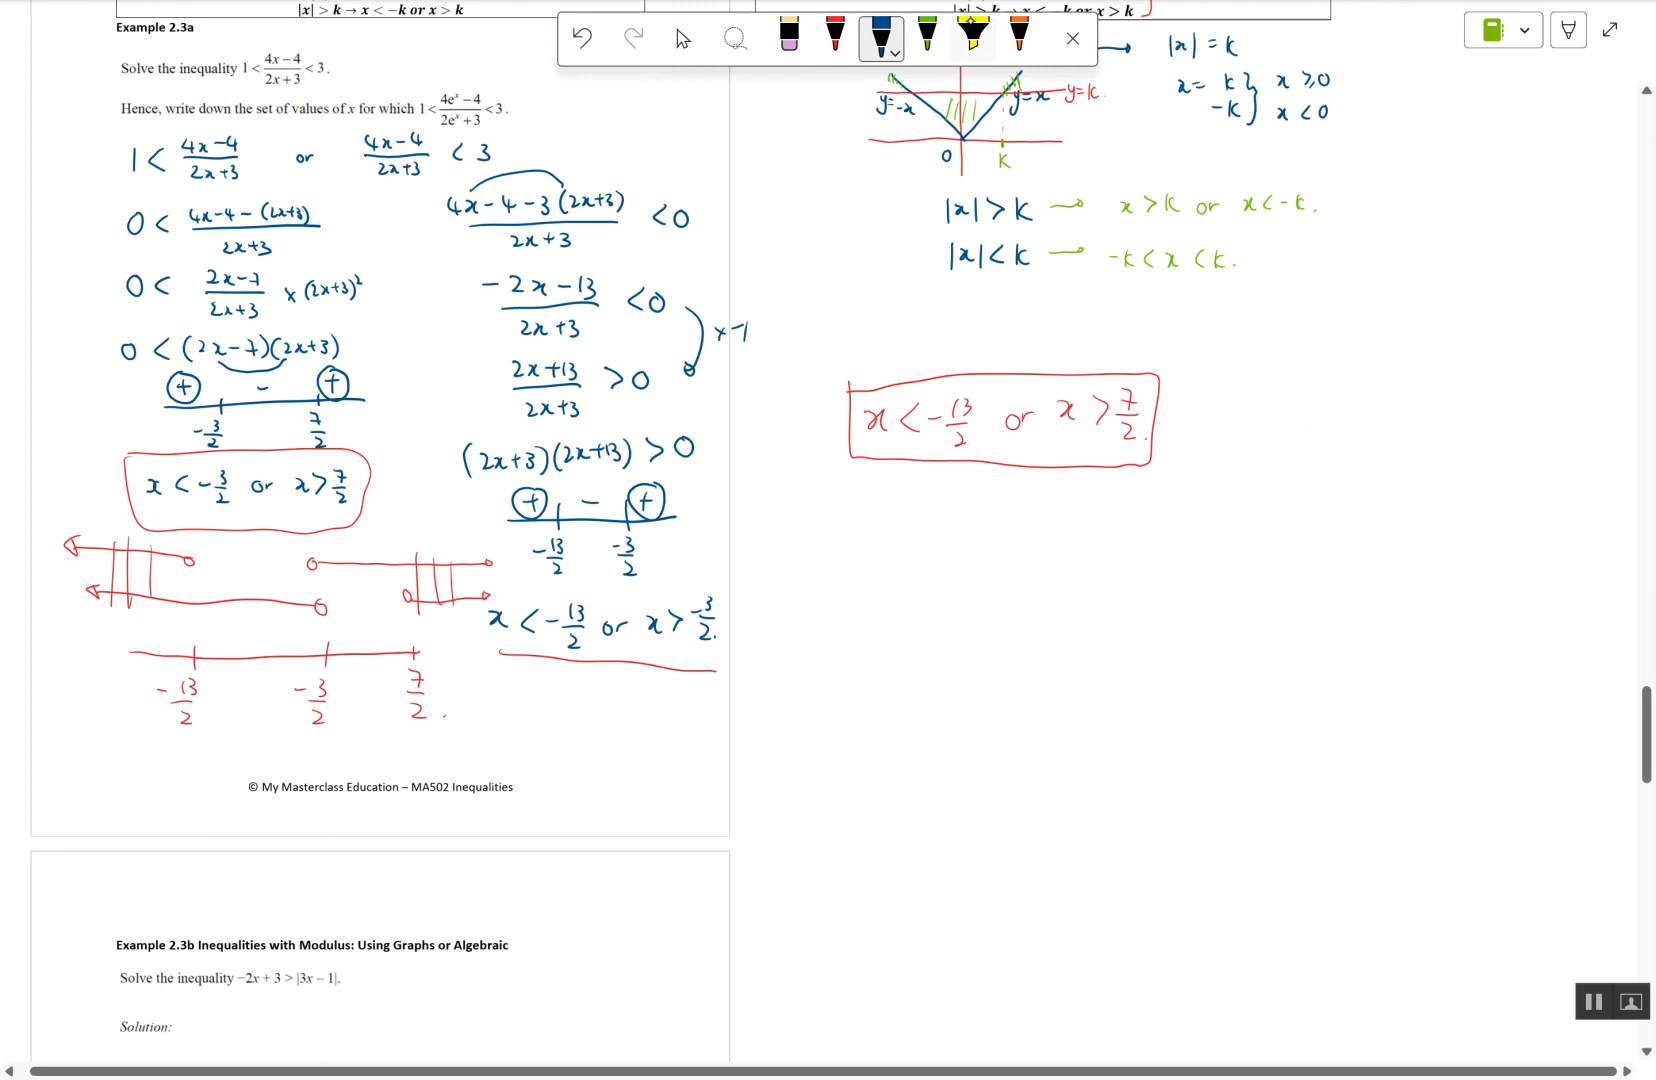 |x| > k → x < −k or x > k
Example 2.3a
Solve the inequality 1 < (4x − 4)/(2x + 3) < 3.
Hence, write down the set of values of x for which 1 < (4eˣ − 4)/(2eˣ + 3) < 3.
1 < (4x−4)/(2x+3) or (4x−4)/(2x+3) < 3
0 < (4x−4−(2x+3))/(2x+3)
0 < (2x−7)/(2x+3) × (2x+3)²
0 < (2x−7)(2x+3)
+ − +
−3/2 7/2
x < −3/2 or x > 7/2
(4x−4−3(2x+3))/(2x+3) < 0
(−2x−13)/(2x+3) < 0
×−1
(2x+13)/(2x+3) > 0
(2x+3)(2x+13) > 0
+ − +
−13/2 −3/2
x < −13/2 or x > −3/2.
−13/2 −3/2 7/2.
© My Masterclass Education – MA502 Inequalities
Example 2.3b Inequalities with Modulus: Using Graphs or Algebraic
Solve the inequality −2x + 3 > |3x − 1|.
Solution:
|x| = k
x = k } x ≥ 0
−k } x < 0
y=−x y=x y=k.
0 k
|x| > k → x > k or x < −k.
|x| < k → −k < x < k.
x < −13/2 or x > 7/2.